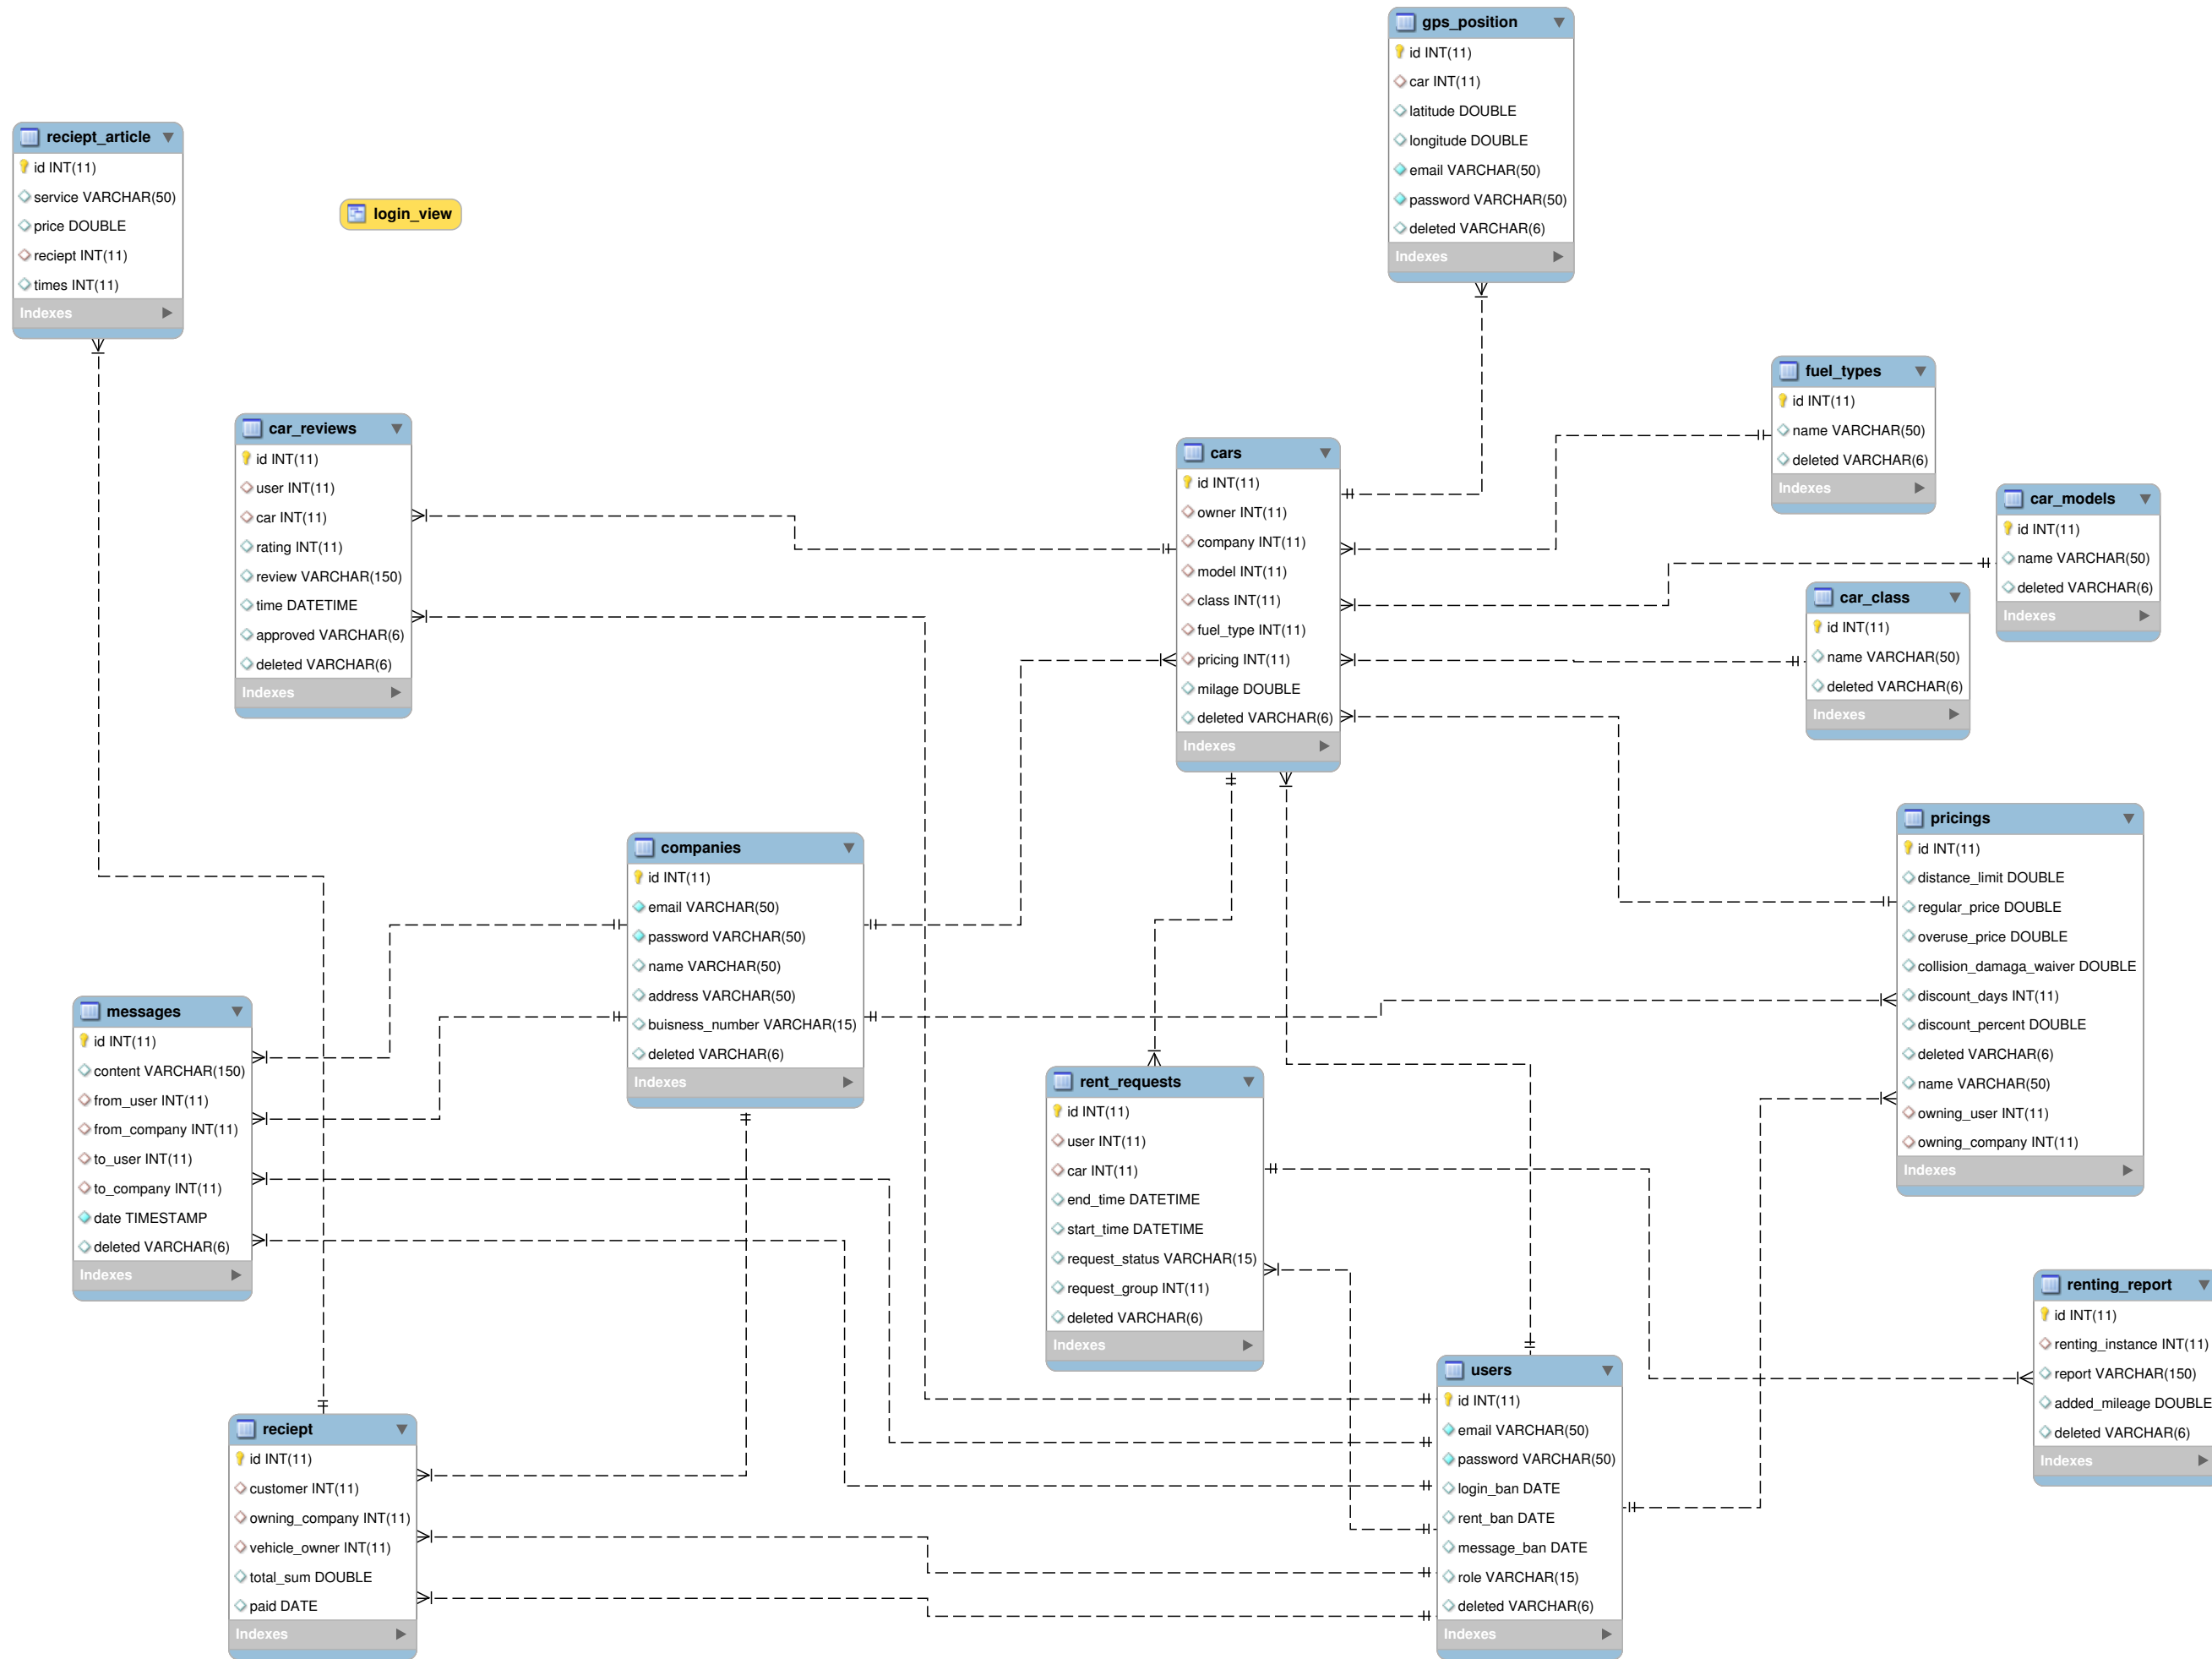 gps_position
id INT(11)
car INT(11)
latitude DOUBLE
longitude DOUBLE
email VARCHAR(50)
password VARCHAR(50)
deleted VARCHAR(6)
Indexes
reciept_article
id INT(11)
service VARCHAR(50)
price DOUBLE
reciept INT(11)
times INT(11)
Indexes
login_view
fuel_types
id INT(11)
name VARCHAR(50)
deleted VARCHAR(6)
Indexes
car_reviews
id INT(11)
user INT(11)
car INT(11)
rating INT(11)
review VARCHAR(150)
time DATETIME
approved VARCHAR(6)
deleted VARCHAR(6)
Indexes
cars
id INT(11)
owner INT(11)
company INT(11)
model INT(11)
class INT(11)
fuel_type INT(11)
pricing INT(11)
milage DOUBLE
deleted VARCHAR(6)
Indexes
car_models
id INT(11)
name VARCHAR(50)
deleted VARCHAR(6)
Indexes
car_class
id INT(11)
name VARCHAR(50)
deleted VARCHAR(6)
Indexes
pricings
id INT(11)
distance_limit DOUBLE
regular_price DOUBLE
overuse_price DOUBLE
collision_damaga_waiver DOUBLE
discount_days INT(11)
discount_percent DOUBLE
deleted VARCHAR(6)
name VARCHAR(50)
owning_user INT(11)
owning_company INT(11)
Indexes
companies
id INT(11)
email VARCHAR(50)
password VARCHAR(50)
name VARCHAR(50)
address VARCHAR(50)
buisness_number VARCHAR(15)
deleted VARCHAR(6)
Indexes
messages
id INT(11)
content VARCHAR(150)
from_user INT(11)
from_company INT(11)
to_user INT(11)
to_company INT(11)
date TIMESTAMP
deleted VARCHAR(6)
Indexes
rent_requests
id INT(11)
user INT(11)
car INT(11)
end_time DATETIME
start_time DATETIME
request_status VARCHAR(15)
request_group INT(11)
deleted VARCHAR(6)
Indexes
renting_report
id INT(11)
renting_instance INT(11)
report VARCHAR(150)
added_mileage DOUBLE
deleted VARCHAR(6)
Indexes
users
id INT(11)
email VARCHAR(50)
password VARCHAR(50)
login_ban DATE
rent_ban DATE
message_ban DATE
role VARCHAR(15)
deleted VARCHAR(6)
Indexes
reciept
id INT(11)
customer INT(11)
owning_company INT(11)
vehicle_owner INT(11)
total_sum DOUBLE
paid DATE
Indexes